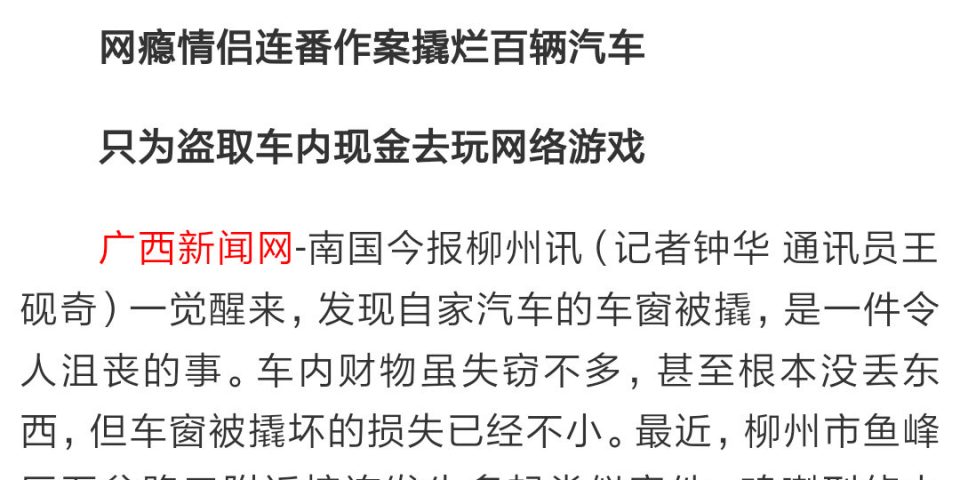 网瘾情侣连番作案撬烂百辆汽车
只为盗取车内现金去玩网络游戏
广西新闻网-南国今报柳州讯（记者钟华 通讯员王
砚奇）一觉醒来，发现自家汽车的车窗被撬，是一件令
人沮丧的事。车内财物虽失窃不多，甚至根本没丢东
西，但车窗被撬坏的损失已经不小。最近，柳州市鱼峰